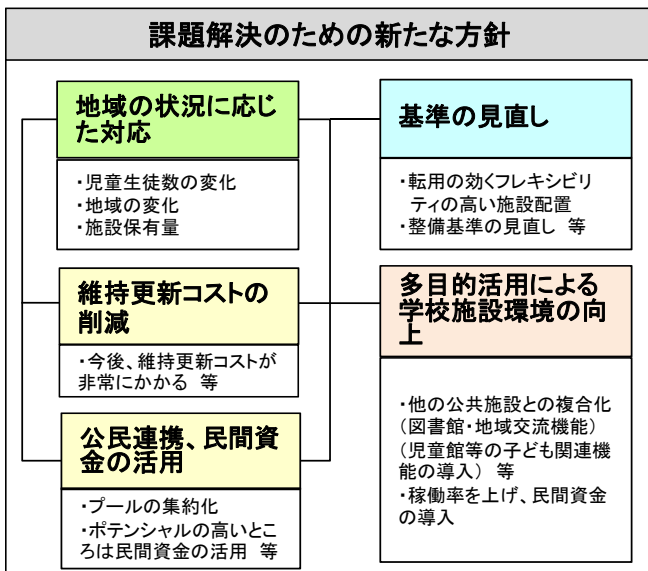 課題解決のための新たな方針
地域の状況に応じ
た対応
・児童生徒数の変化
・地域の変化
・施設保有量
維持更新コストの
削減
・今後、維持更新コストが
非常にかかる 等
公民連携、民間資
金の活用
・プールの集約化
・ポテンシャルの高いとこ
ろは民間資金の活用 等
基準の見直し
・転用の効くフレキシビリ
ティの高い施設配置
・整備基準の見直し 等
多目的活用による
学校施設環境の向
上
・他の公共施設との複合化
(図書館・地域交流機能)
(児童館等の子ども関連機
能の導入) 等
・稼働率を上げ、民間資金
の導入